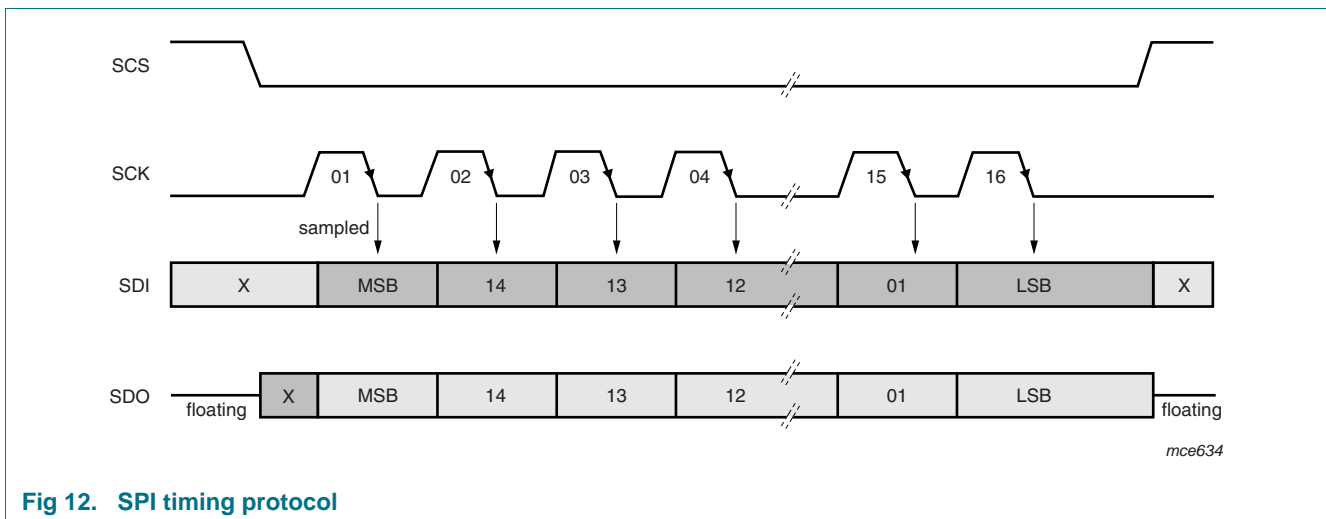 SCS
SCK 01 02 03 04 15 16
sampled
SDI X MSB 14 13 12 01 LSB X
SDO floating X MSB 14 13 12 01 LSB floating
mce634
Fig 12. SPI timing protocol